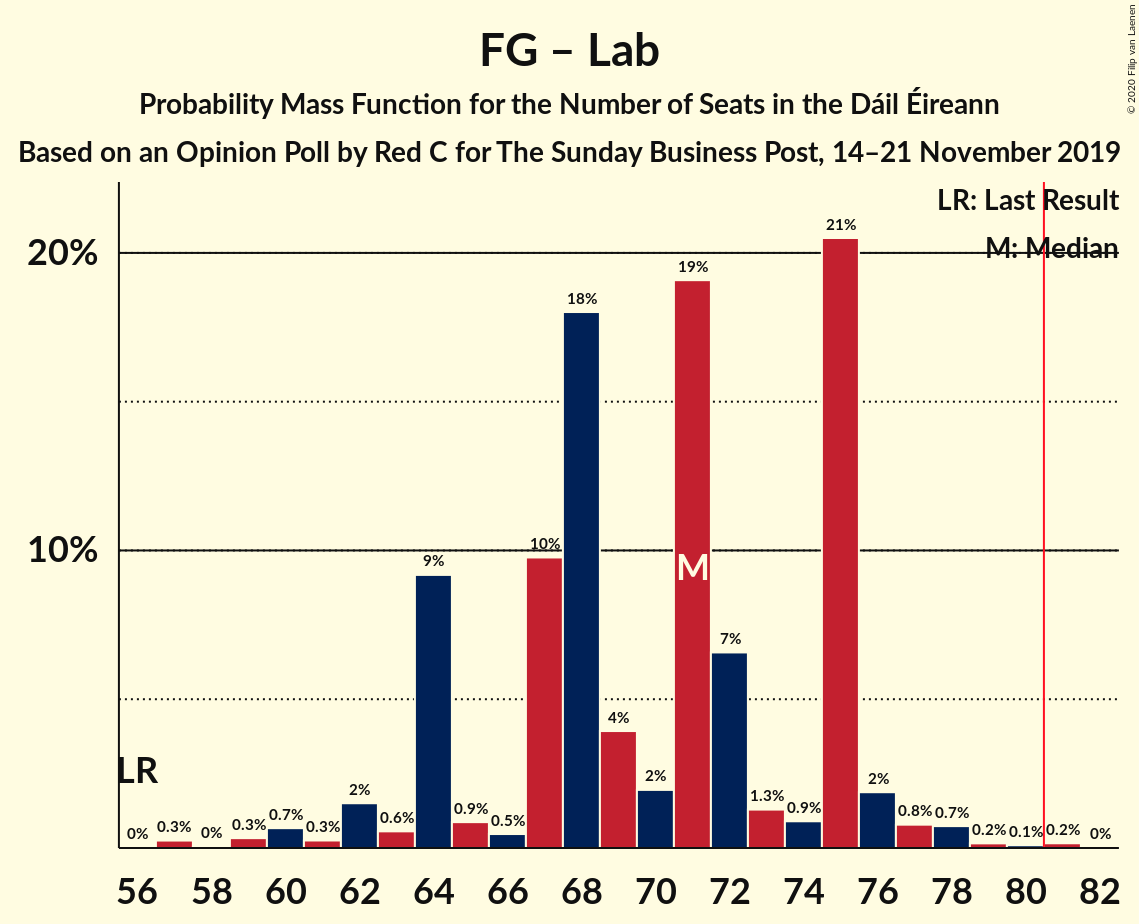 FG – Lab
Probability Mass Function for the Number of Seats in the Dáil Éireann
Based on an Opinion Poll by Red C for The Sunday Business Post, 14–21 November 2019
© 2020 Filip van Laenen
LR: Last Result
M: Median
20%
10%
21%
19%
18%
10%
9%
M
7%
4%
LR
2%
2%
2%
0% 0.3% 0% 0.3% 0.7% 0.3% 0.6% 0.9% 0.5% 1.3% 0.9% 0.8% 0.7% 0.2% 0.1% 0.2% 0%
56 58 60 62 64 66 68 70 72 74 76 78 80 82